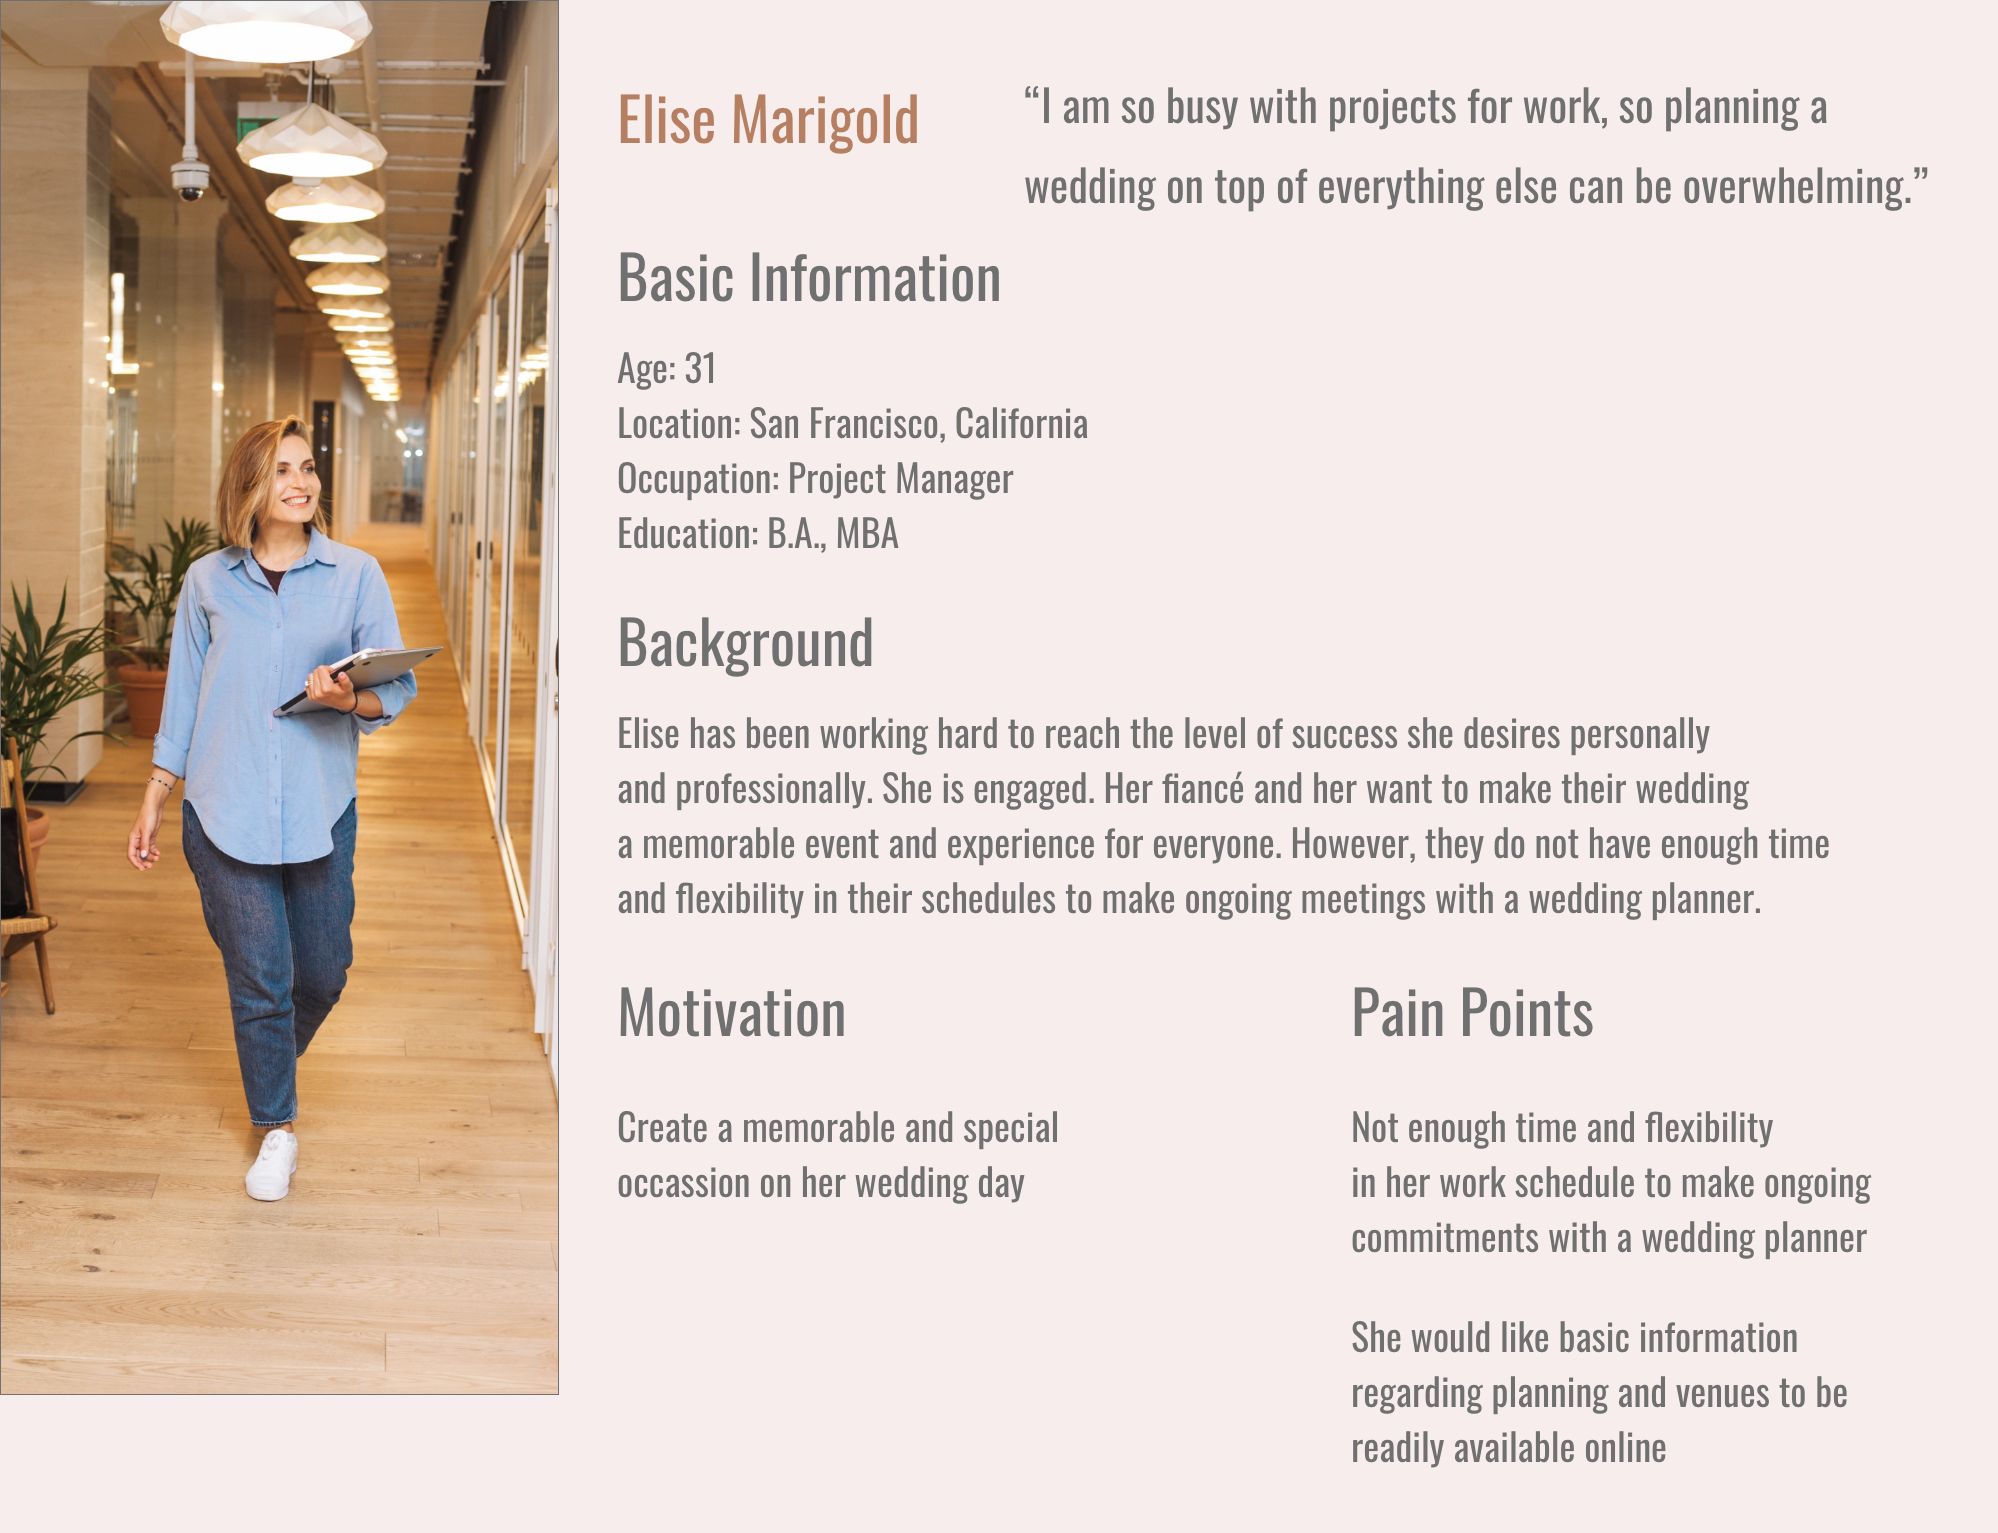 Elise Marigold
“I am so busy with projects for work, so planning a
wedding on top of everything else can be overwhelming.”
Basic Information
Age: 31
Location: San Francisco, California
Occupation: Project Manager
Education: B.A., MBA
Background
Elise has been working hard to reach the level of success she desires personally
and professionally. She is engaged. Her fiancé and her want to make their wedding
a memorable event and experience for everyone. However, they do not have enough time
and flexibility in their schedules to make ongoing meetings with a wedding planner.
Motivation
Create a memorable and special
occassion on her wedding day
Pain Points
Not enough time and flexibility
in her work schedule to make ongoing
commitments with a wedding planner
She would like basic information
regarding planning and venues to be
readily available online